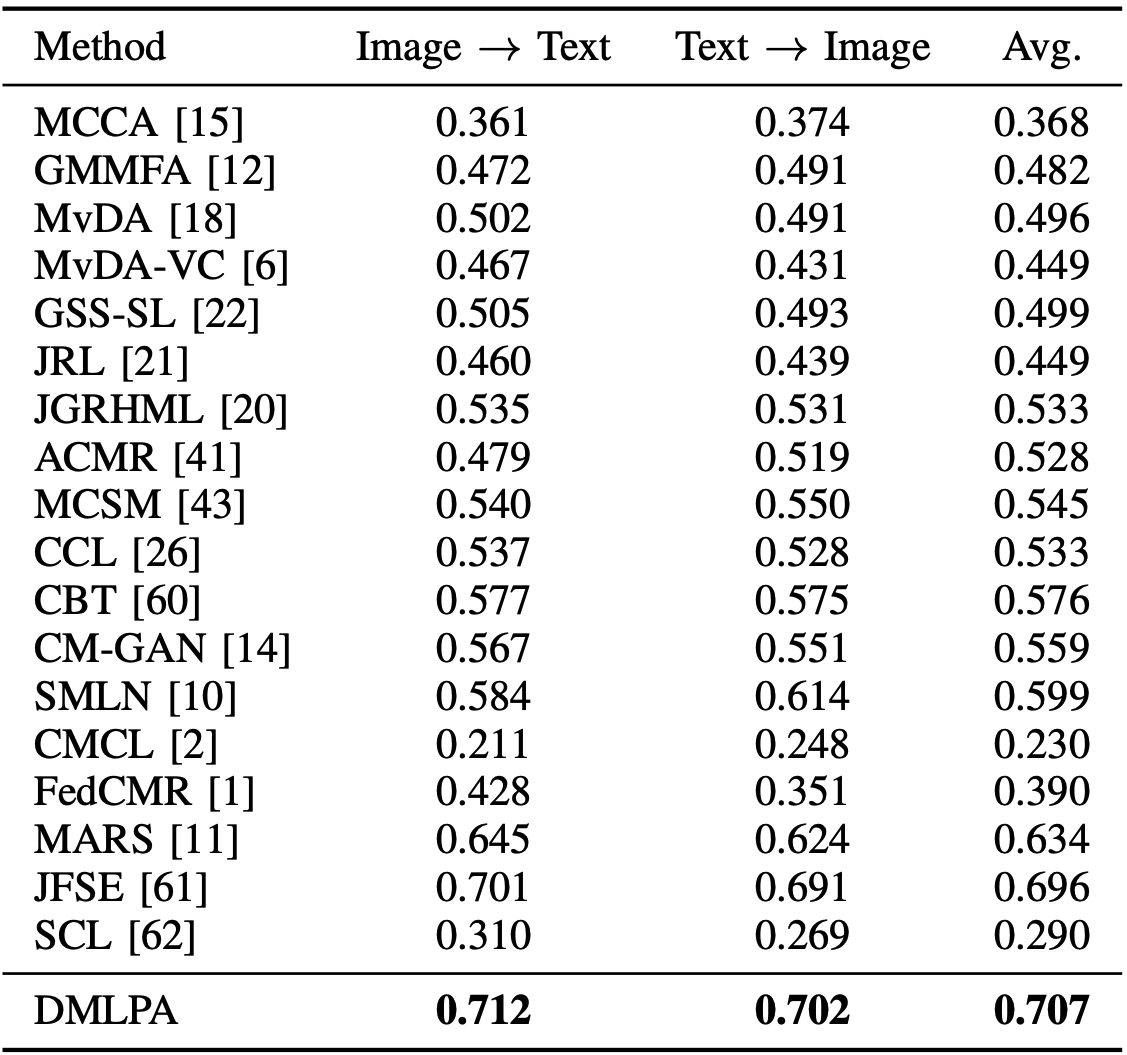 Method Image → Text Text → Image Avg.
MCCA [15] 0.361 0.374 0.368
GMMFA [12] 0.472 0.491 0.482
MvDA [18] 0.502 0.491 0.496
MvDA-VC [6] 0.467 0.431 0.449
GSS-SL [22] 0.505 0.493 0.499
JRL [21] 0.460 0.439 0.449
JGRHML [20] 0.535 0.531 0.533
ACMR [41] 0.479 0.519 0.528
MCSM [43] 0.540 0.550 0.545
CCL [26] 0.537 0.528 0.533
CBT [60] 0.577 0.575 0.576
CM-GAN [14] 0.567 0.551 0.559
SMLN [10] 0.584 0.614 0.599
CMCL [2] 0.211 0.248 0.230
FedCMR [1] 0.428 0.351 0.390
MARS [11] 0.645 0.624 0.634
JFSE [61] 0.701 0.691 0.696
SCL [62] 0.310 0.269 0.290
DMLPA 0.712 0.702 0.707